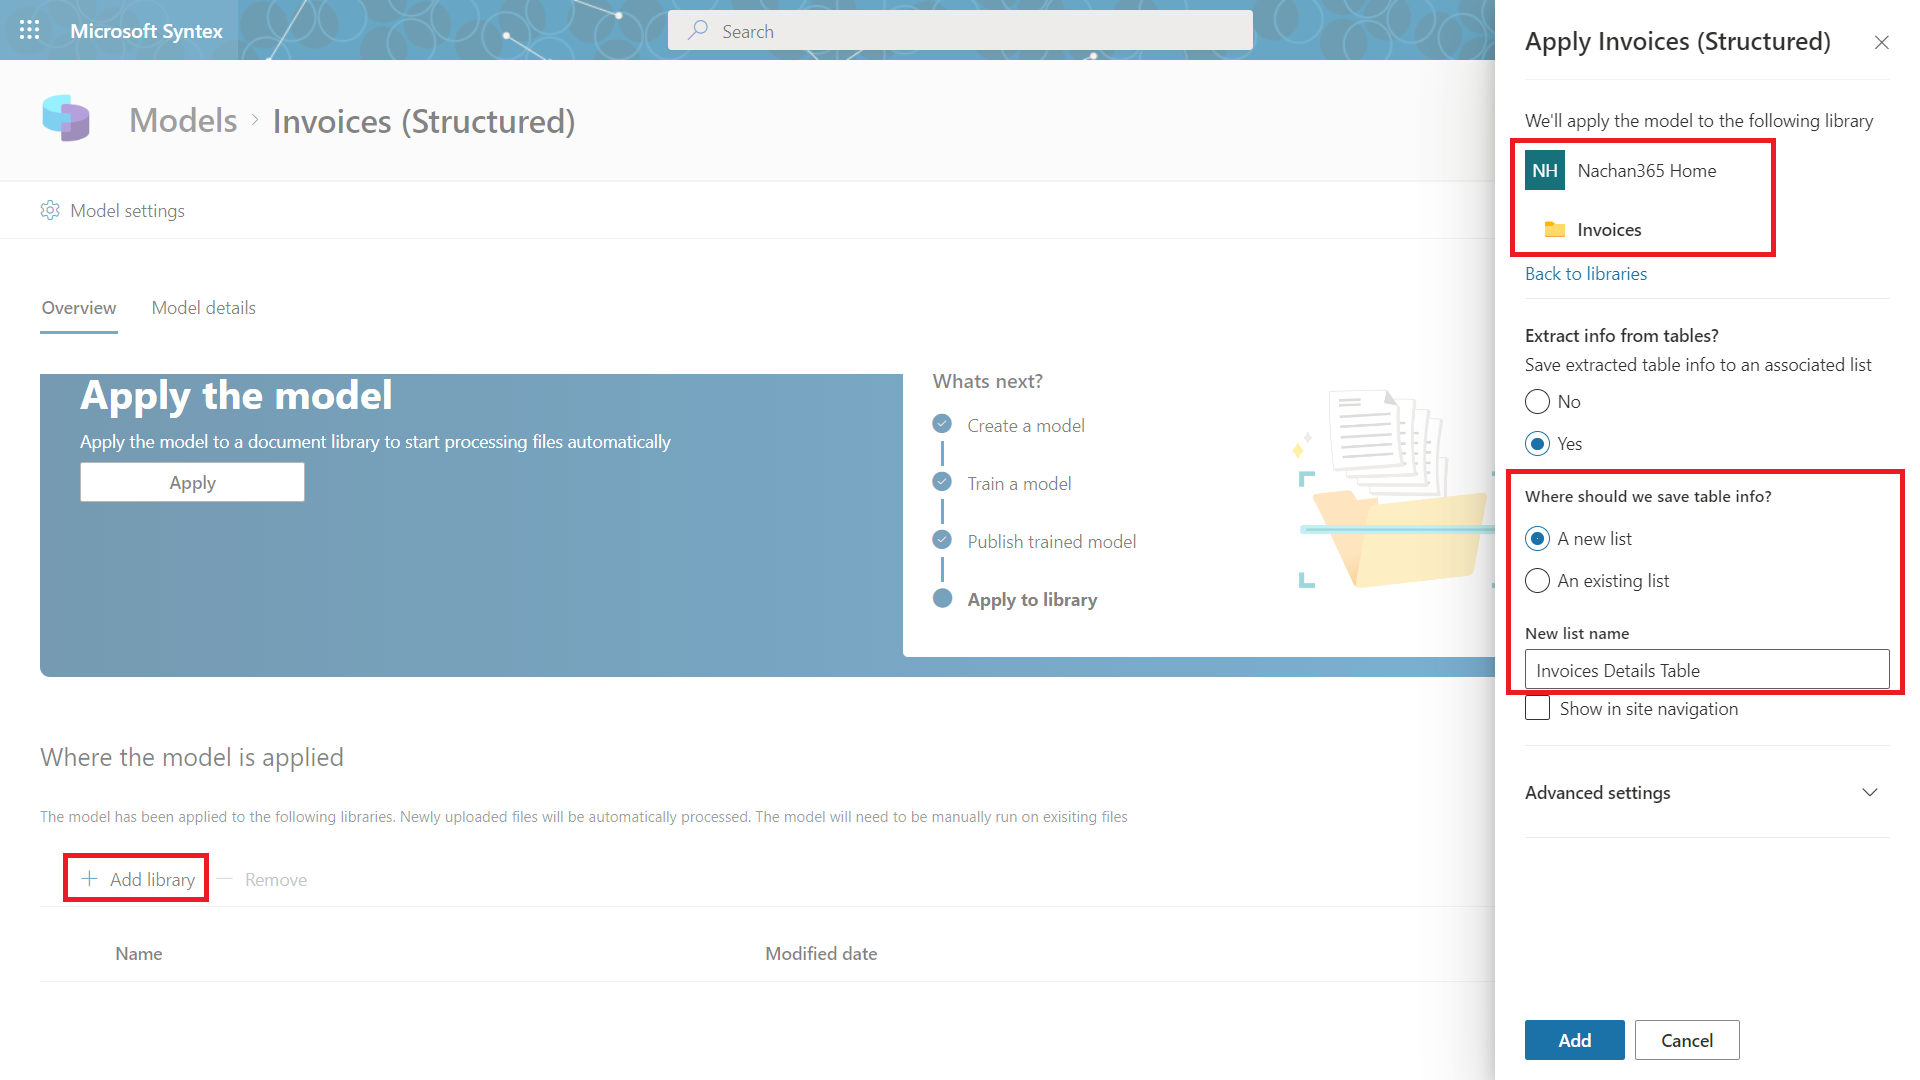 Microsoft Syntex
Search
Models > Invoices (Structured)
Model settings
Overview
Model details
Apply the model
Apply the model to a document library to start processing files automatically
Apply
Whats next?
Create a model
Train a model
Publish trained model
Apply to library
Where the model is applied
The model has been applied to the following libraries. Newly uploaded files will be automatically processed. The model will need to be manually run on exisiting files
Add library
Remove
Name
Modified date
Apply Invoices (Structured)
We'll apply the model to the following library
NH
Nachan365 Home
Invoices
Back to libraries
Extract info from tables?
Save extracted table info to an associated list
No
Yes
Where should we save table info?
A new list
An existing list
New list name
Invoices Details Table
Show in site navigation
Advanced settings
Add
Cancel